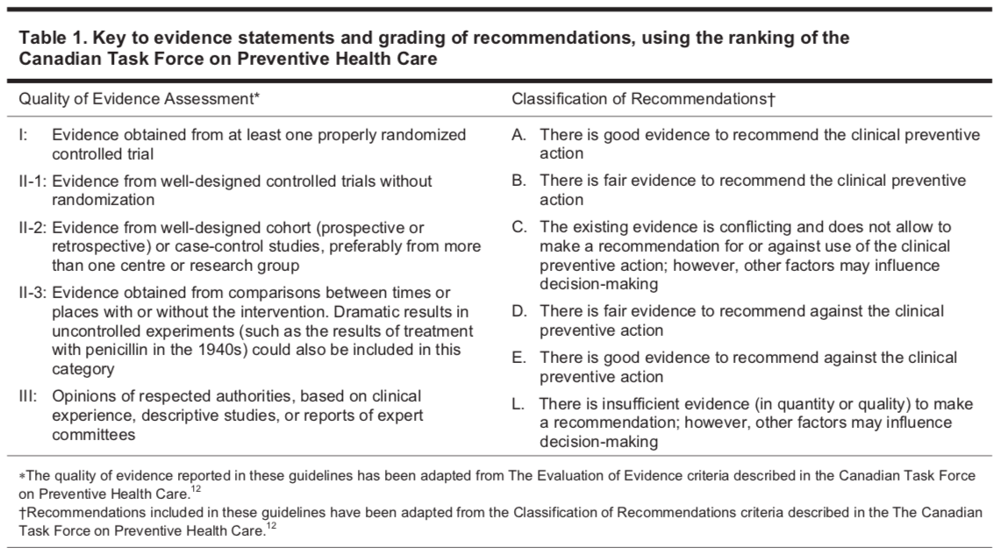 Table 1. Key to evidence statements and grading of recommendations, using the ranking of the
Canadian Task Force on Preventive Health Care
Quality of Evidence Assessment*
I: Evidence obtained from at least one properly randomized
controlled trial
II-1: Evidence from well-designed controlled trials without
randomization
II-2: Evidence from well-designed cohort (prospective or
retrospective) or case-control studies, preferably from more
than one centre or research group
II-3: Evidence obtained from comparisons between times or
places with or without the intervention. Dramatic results in
uncontrolled experiments (such as the results of treatment
with penicillin in the 1940s) could also be included in this
category
III: Opinions of respected authorities, based on clinical
experience, descriptive studies, or reports of expert
committees
Classification of Recommendations†
A. There is good evidence to recommend the clinical preventive
action
B. There is fair evidence to recommend the clinical preventive
action
C. The existing evidence is conflicting and does not allow to
make a recommendation for or against use of the clinical
preventive action; however, other factors may influence
decision-making
D. There is fair evidence to recommend against the clinical
preventive action
E. There is good evidence to recommend against the clinical
preventive action
L. There is insufficient evidence (in quantity or quality) to make
a recommendation; however, other factors may influence
decision-making
*The quality of evidence reported in these guidelines has been adapted from The Evaluation of Evidence criteria described in the Canadian Task Force
on Preventive Health Care.12
†Recommendations included in these guidelines have been adapted from the Classification of Recommendations criteria described in the The Canadian
Task Force on Preventive Health Care.12